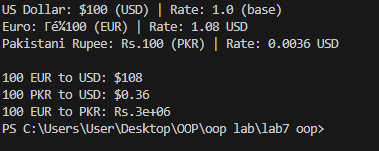 US Dollar: $100 (USD) | Rate: 1.0 (base)
Euro: Γé¼100 (EUR) | Rate: 1.08 USD
Pakistani Rupee: Rs.100 (PKR) | Rate: 0.0036 USD
100 EUR to USD: $108
100 PKR to USD: $0.36
100 EUR to PKR: Rs.3e+06
PS C:\Users\User\Desktop\OOP\oop lab\lab7 oop>